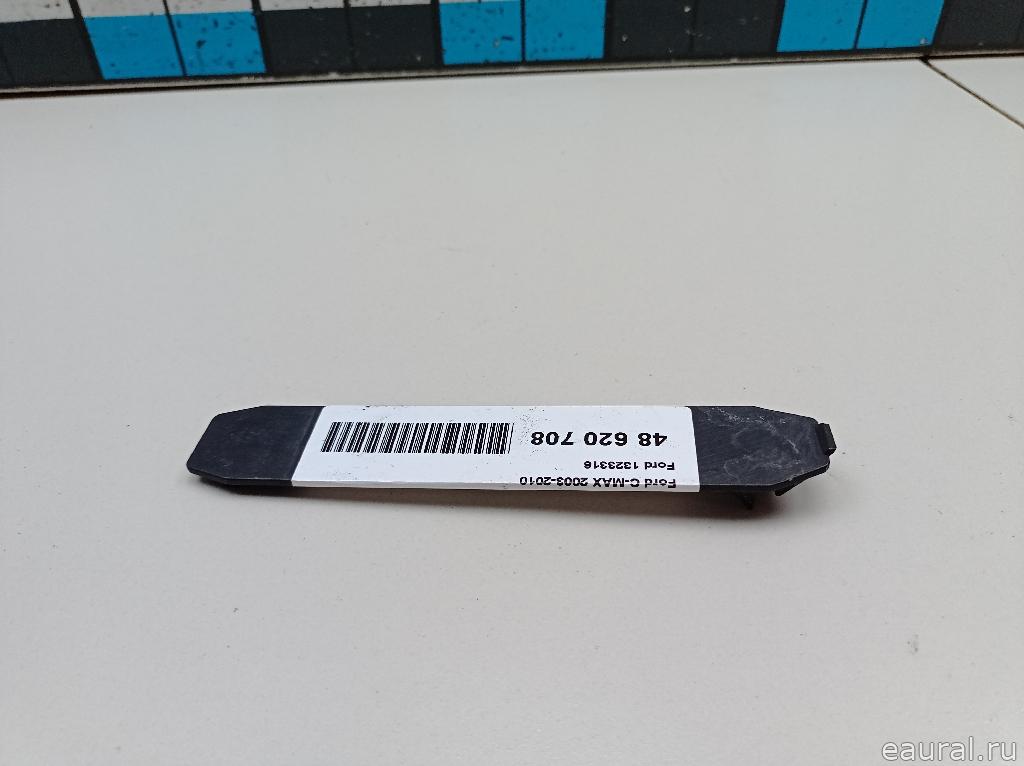 Ford C-MAX 2003-2010
Ford 1323316
48 620 708
eaural.ru